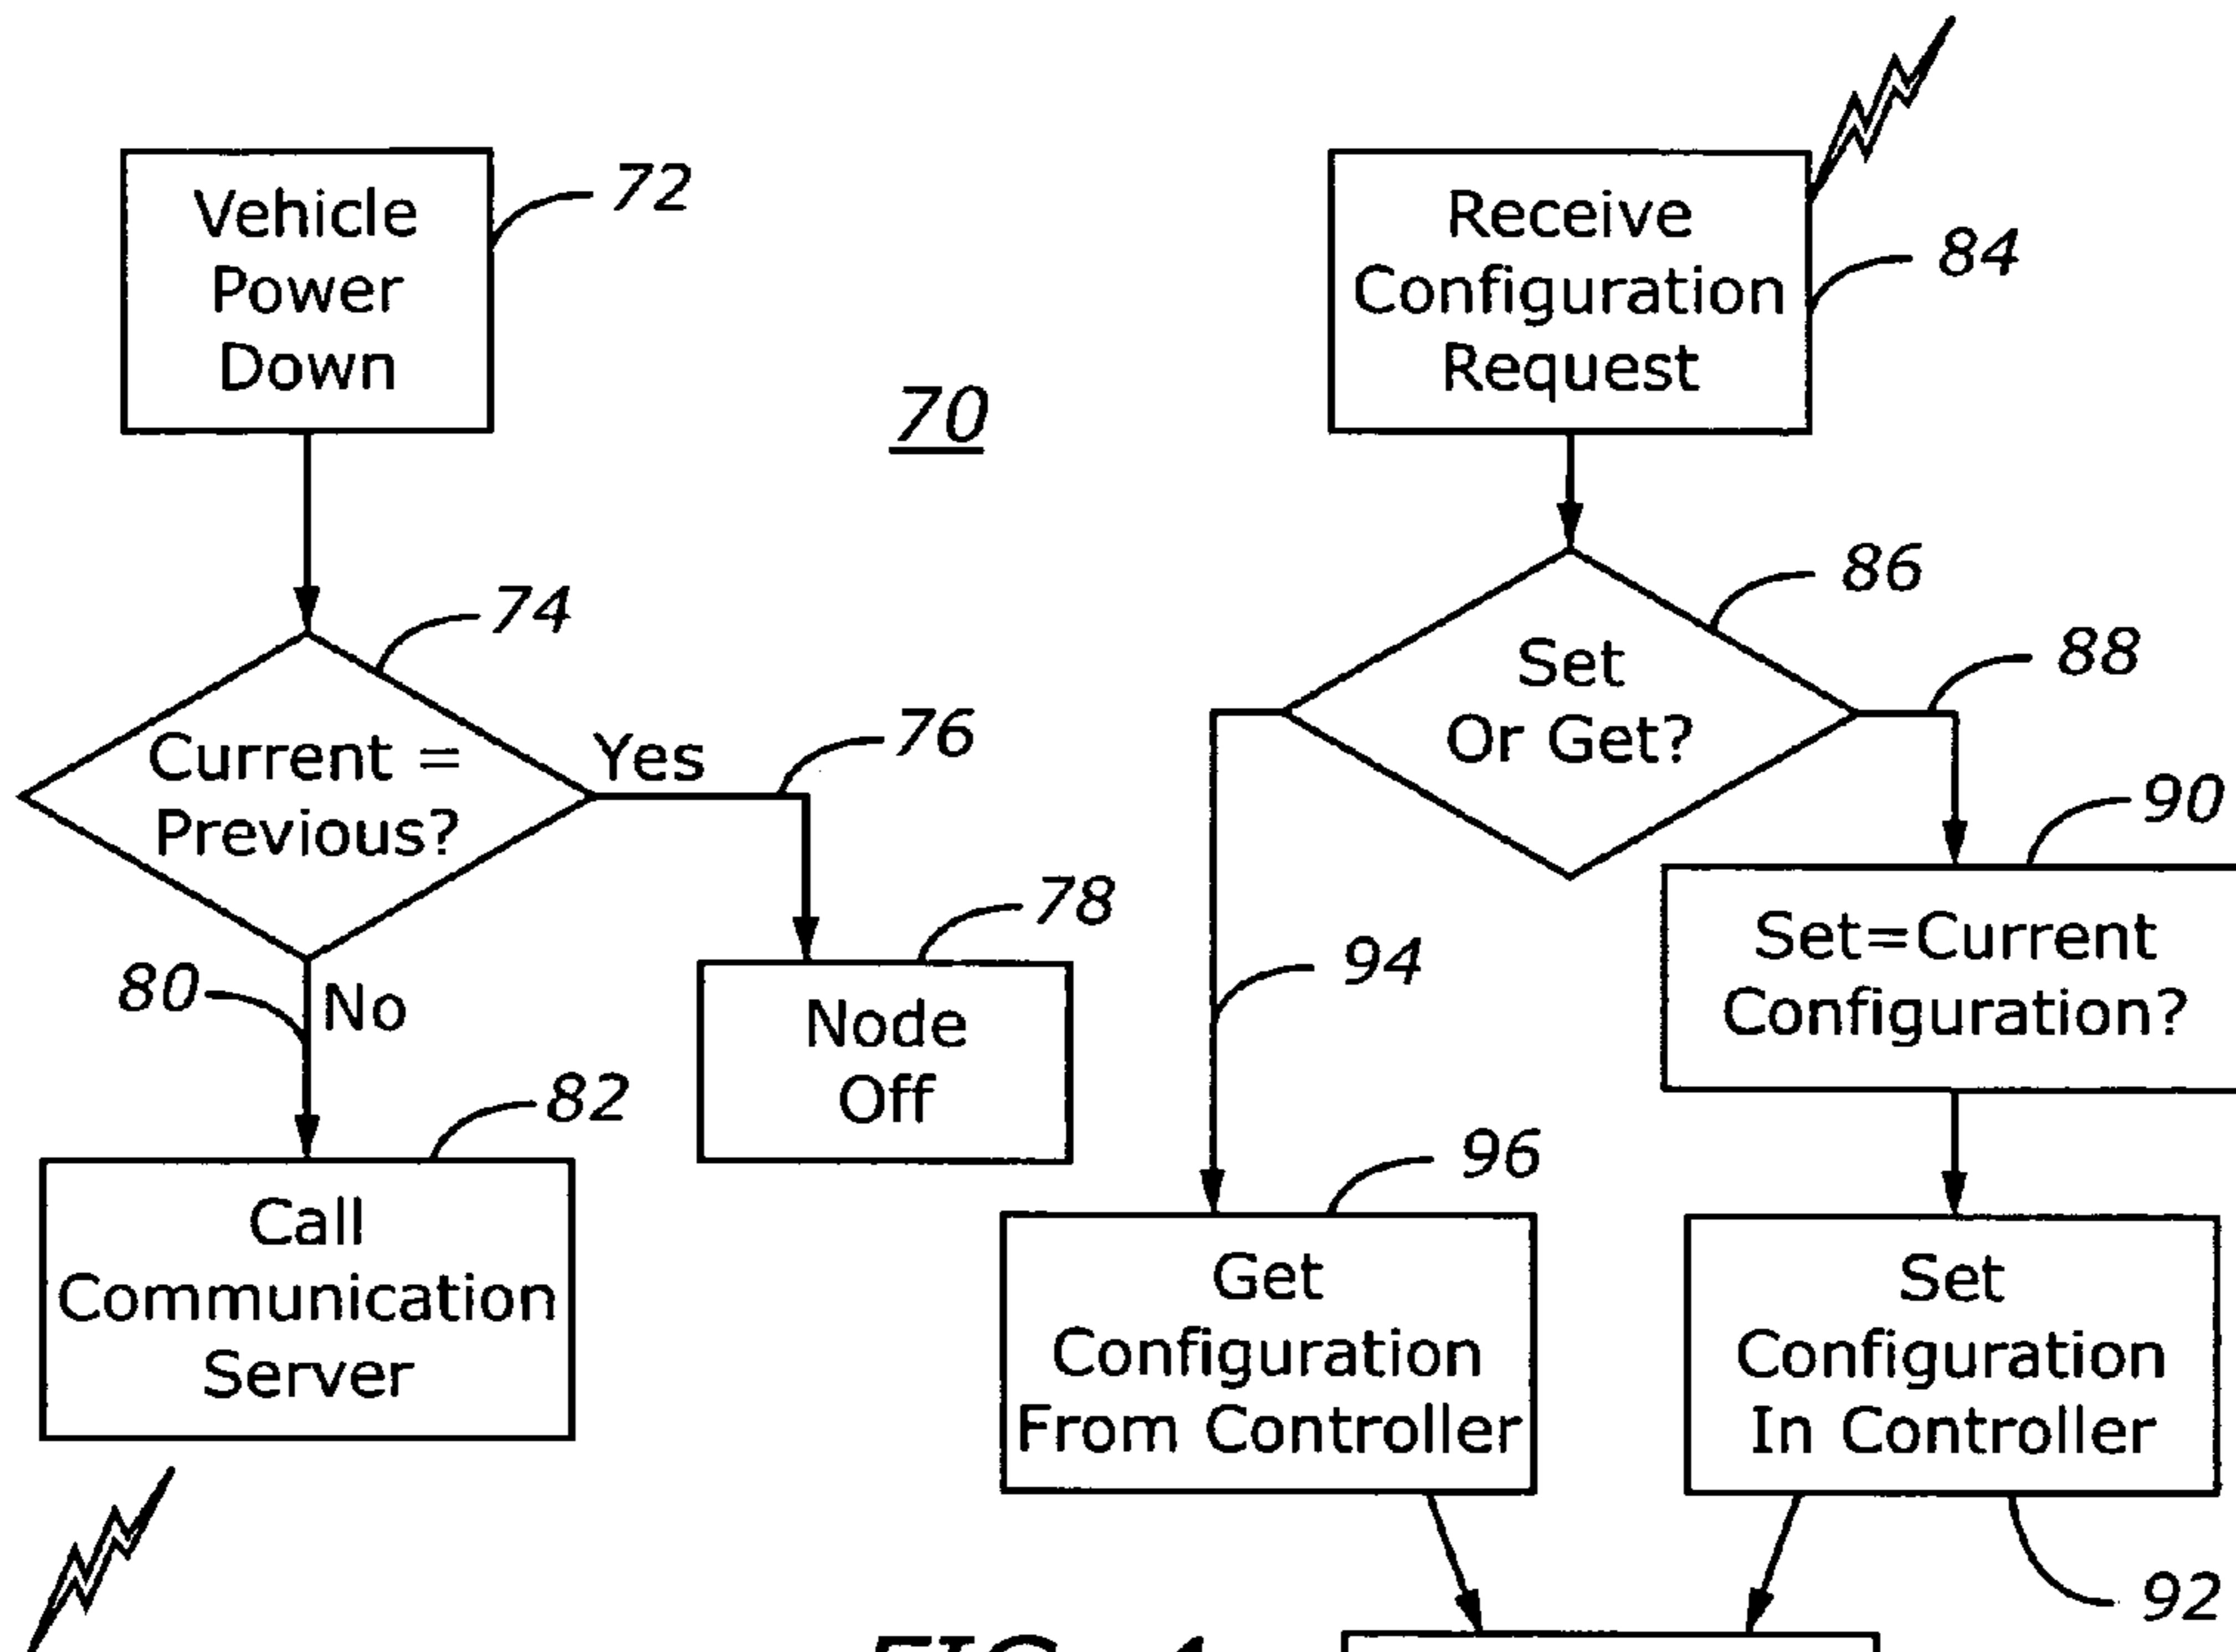 Vehicle
Power
Down
72
70
Receive
Configuration
Request
84
Current =
Previous?
74
Yes
76
Node
Off
78
80
No
Call
Communication
Server
82
Set
Or Get?
86
88
Set=Current
Configuration?
90
94
Get
Configuration
From Controller
96
Set
Configuration
In Controller
92